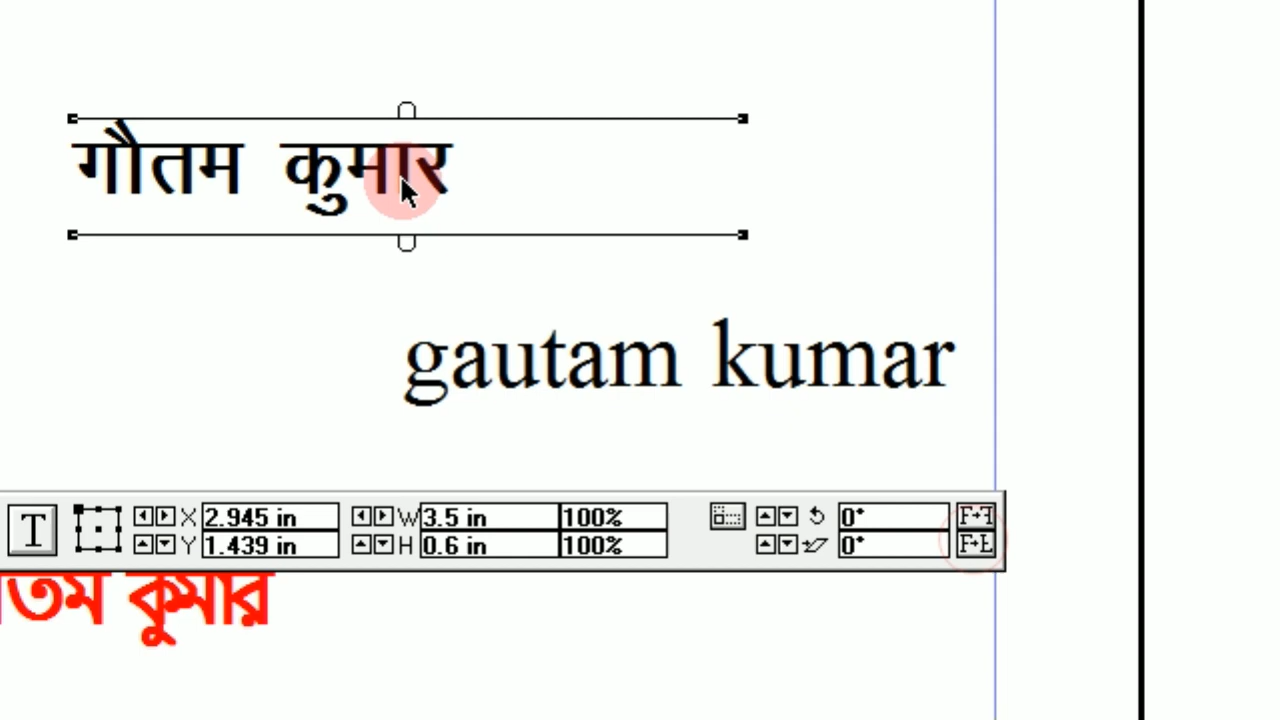 गौतम कुमार
gautam kumar
T X 2.945 in W 3.5 in 100% 0°
Y 1.439 in H 0.6 in 100% 0°
তম কুমার